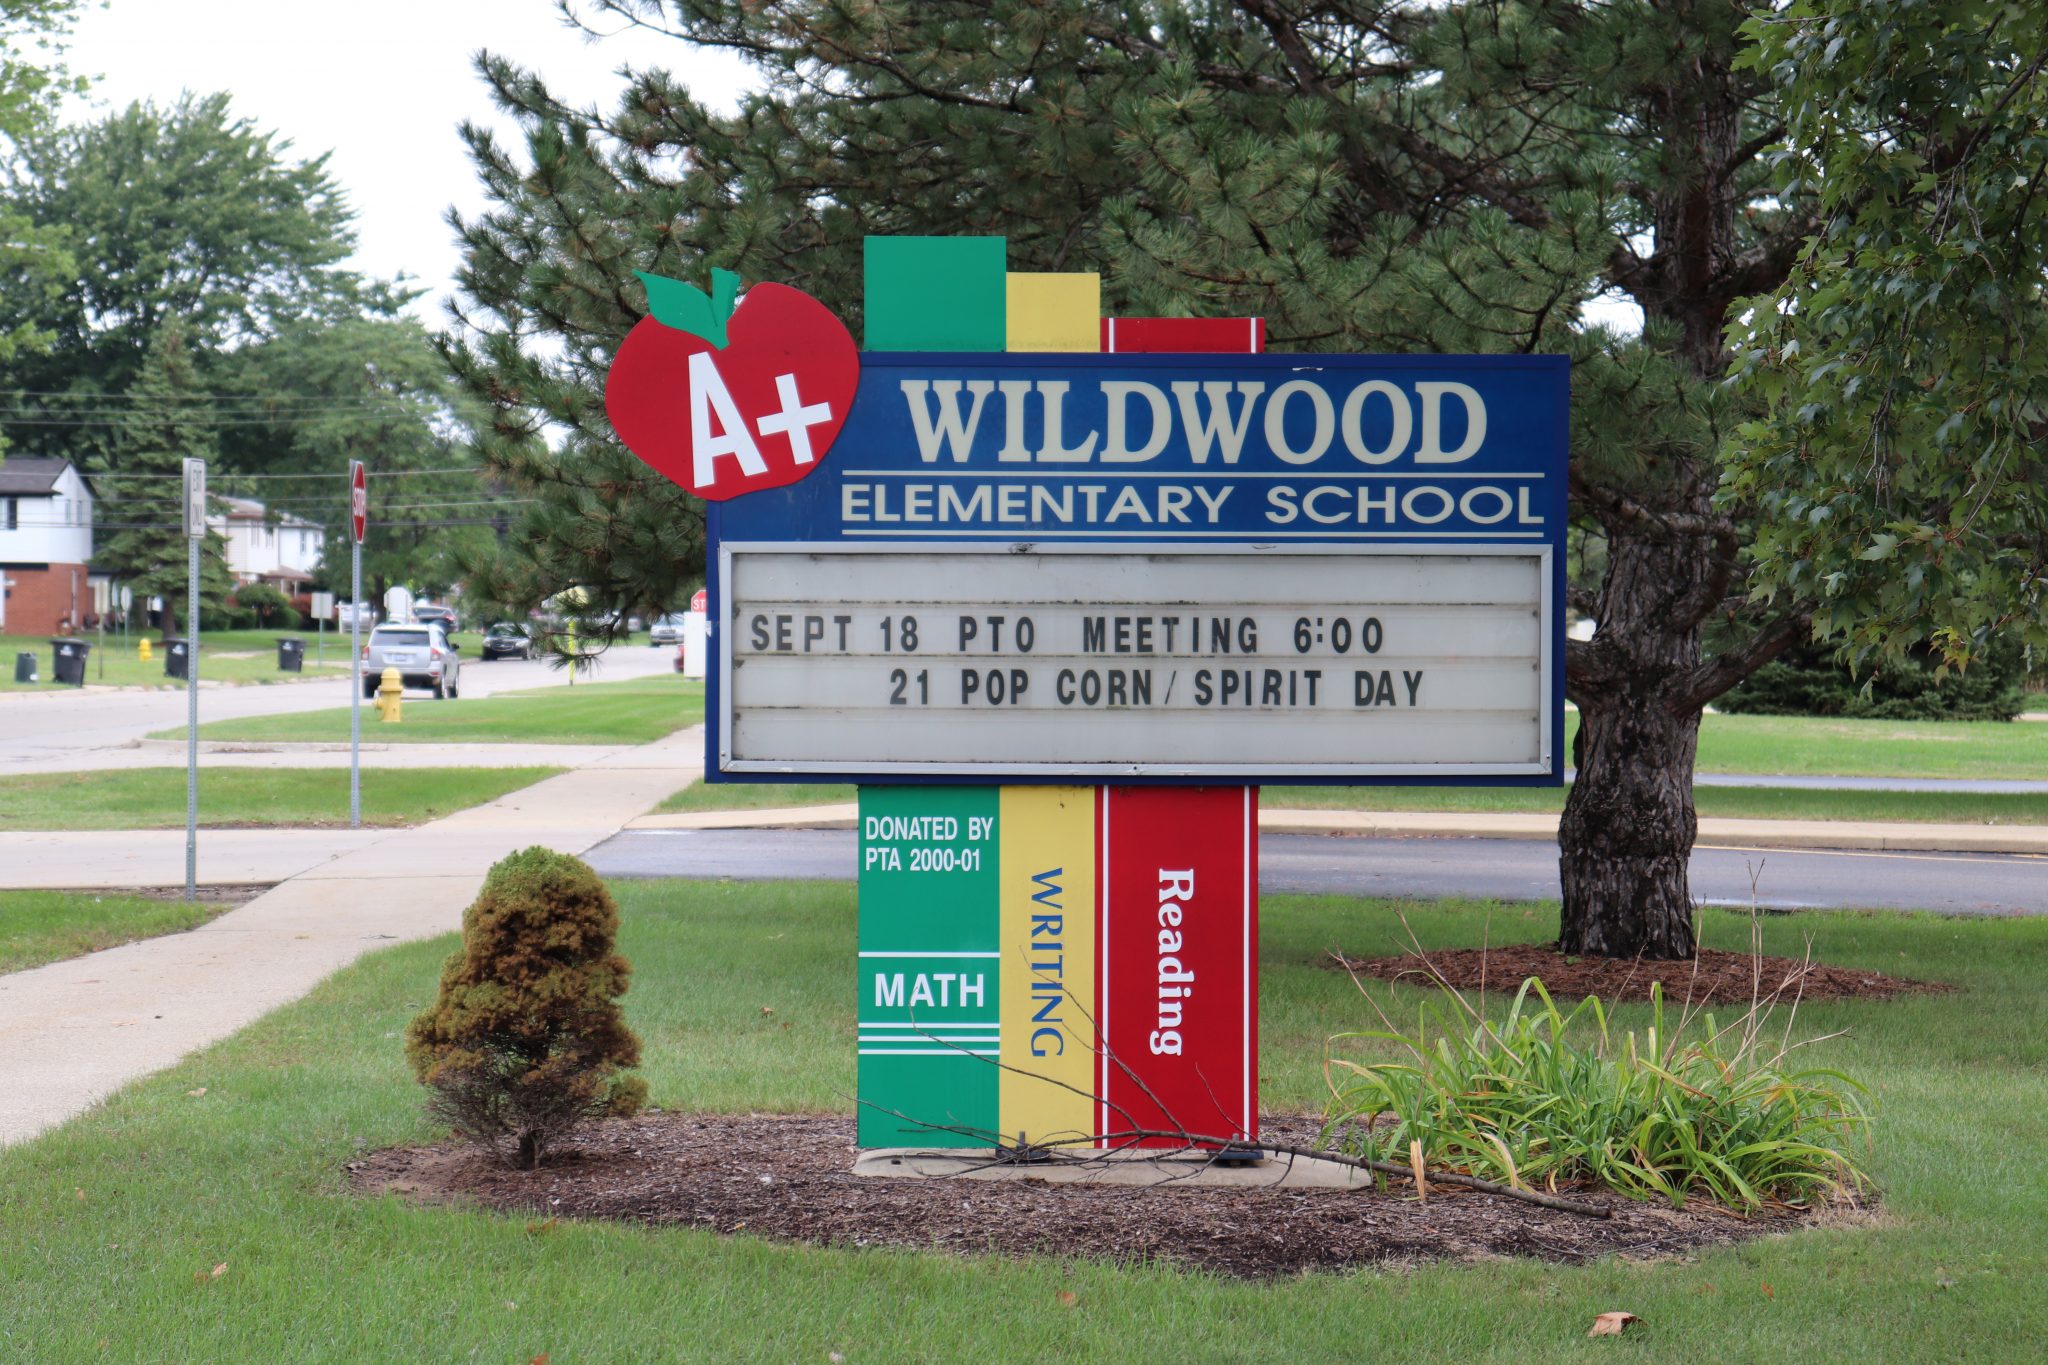 A+
WILDWOOD
ELEMENTARY SCHOOL
SEPT 18 PTO MEETING 6:00
21 POP CORN / SPIRIT DAY
DONATED BY
PTA 2000-01
MATH
WRITING
Reading
STOP